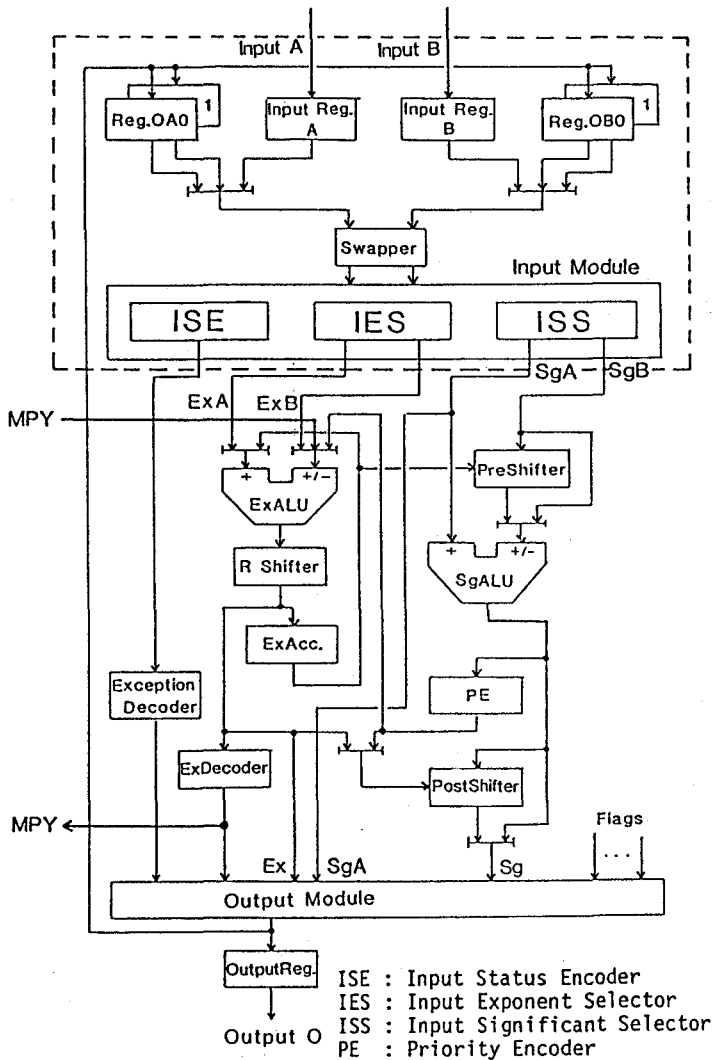 Input A Input B
1 1
Reg.OA0 Input Reg. A Input Reg. B Reg.OB0
Swapper
Input Module
ISE IES ISS
SgA SgB
ExA ExB
MPY
+ +/-
ExALU
PreShifter
R Shifter
+ +/-
SgALU
ExAcc.
Exception
Decoder
PE
ExDecoder
PostShifter
MPY
Flags
...
Ex SgA Sg
Output Module
OutputReg.
Output O
ISE : Input Status Encoder
IES : Input Exponent Selector
ISS : Input Significant Selector
PE : Priority Encoder